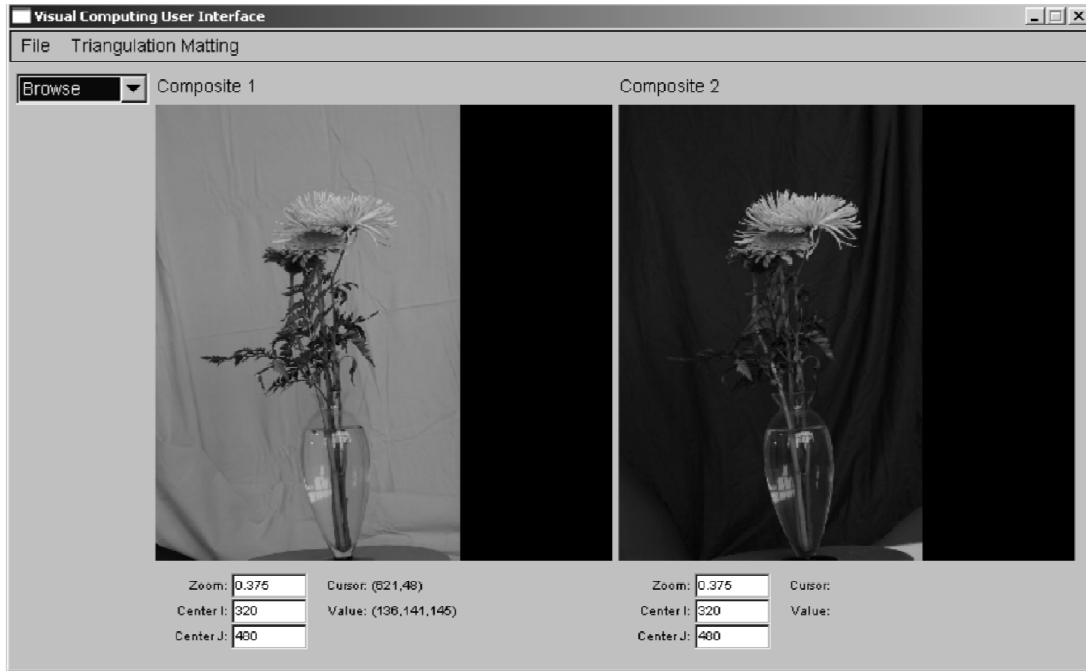 Visual Computing User Interface
File Triangulation Matting
Browse
Composite 1
Composite 2
Zoom: 0.375 Cursor: (621,48)
Center I: 320 Value: (136,141,145)
Center J: 480
Zoom: 0.375 Cursor:
Center I: 320 Value:
Center J: 480